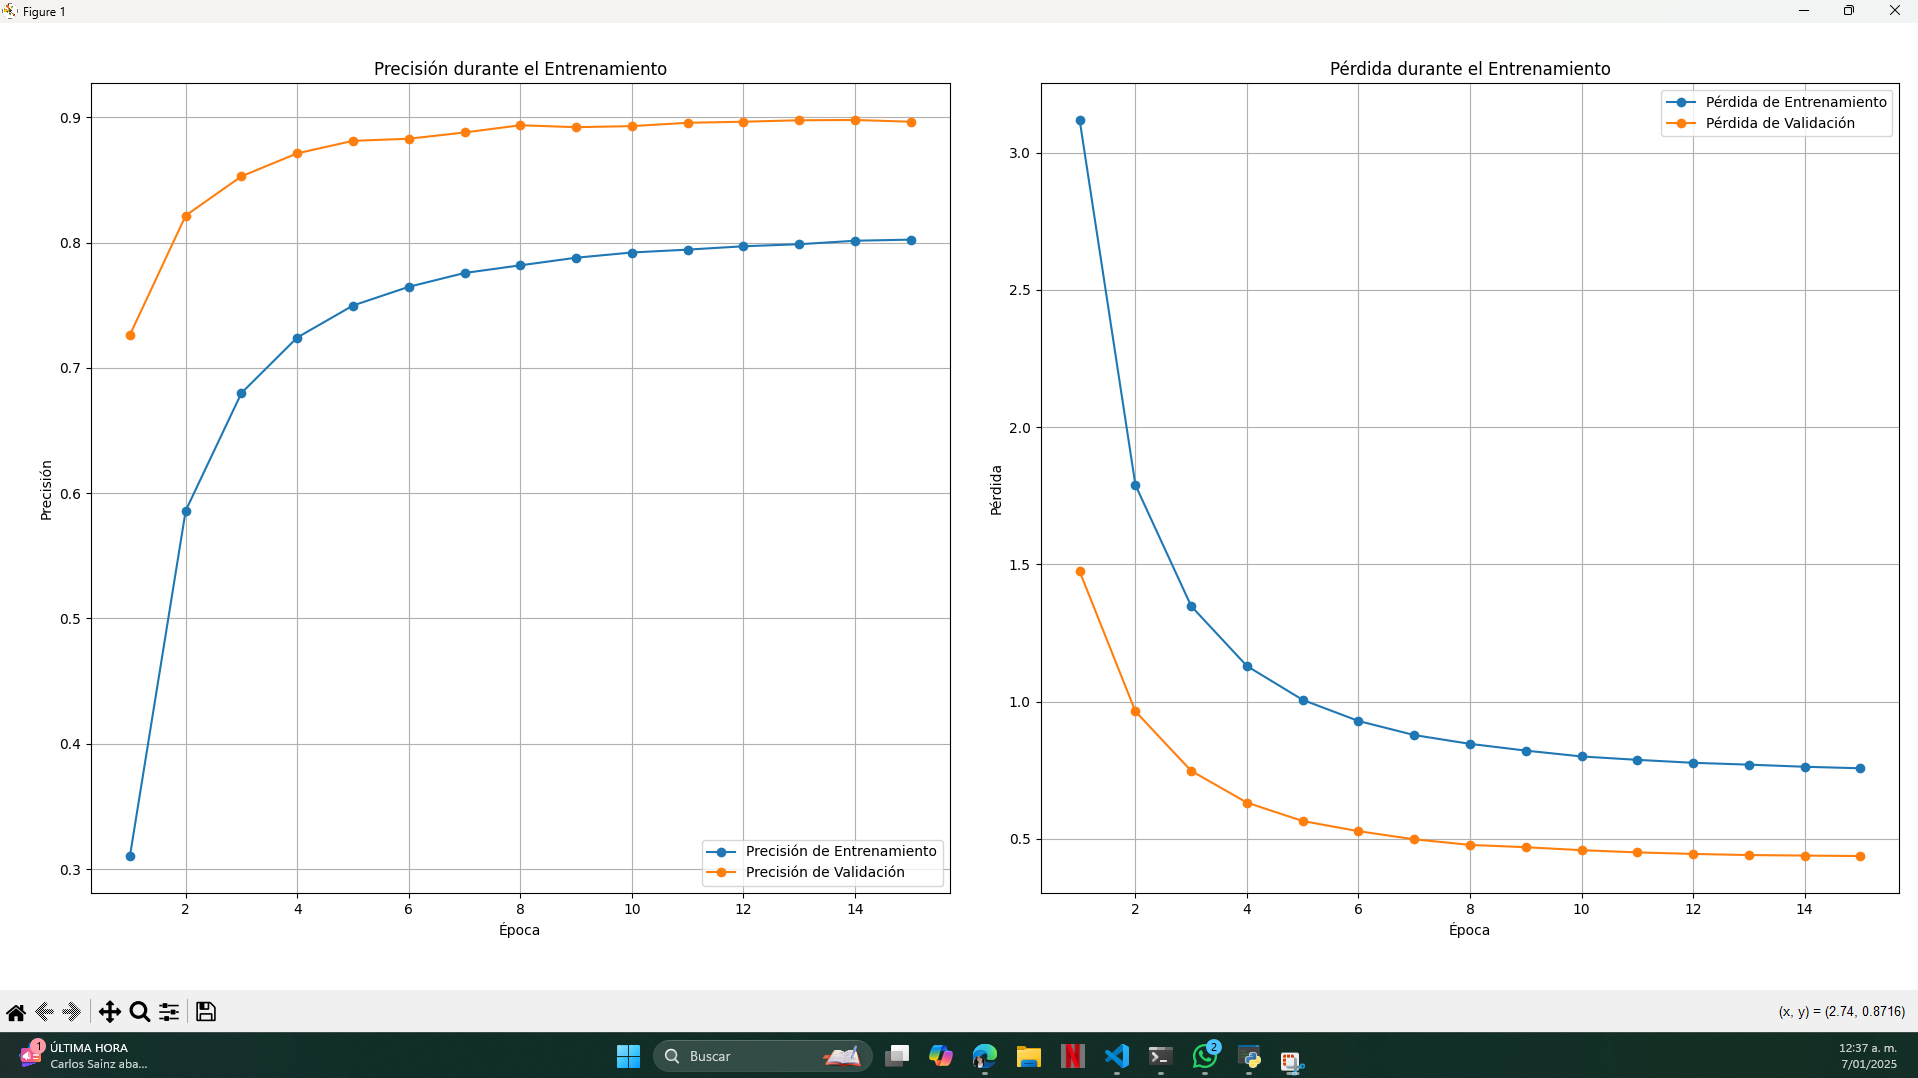 Figure 1
Precisión durante el Entrenamiento
Precisión
0.9
0.8
0.7
0.6
0.5
0.4
0.3
Precisión de Entrenamiento
Precisión de Validación
2 4 6 8 10 12 14
Época
Pérdida durante el Entrenamiento
Pérdida de Entrenamiento
Pérdida de Validación
Pérdida
3.0
2.5
2.0
1.5
1.0
0.5
2 4 6 8 10 12 14
Época
(x, y) = (2.74, 0.8716)
1
ÚLTIMA HORA
Carlos Sainz aba...
Buscar
N
2
12:37 a. m.
7/01/2025